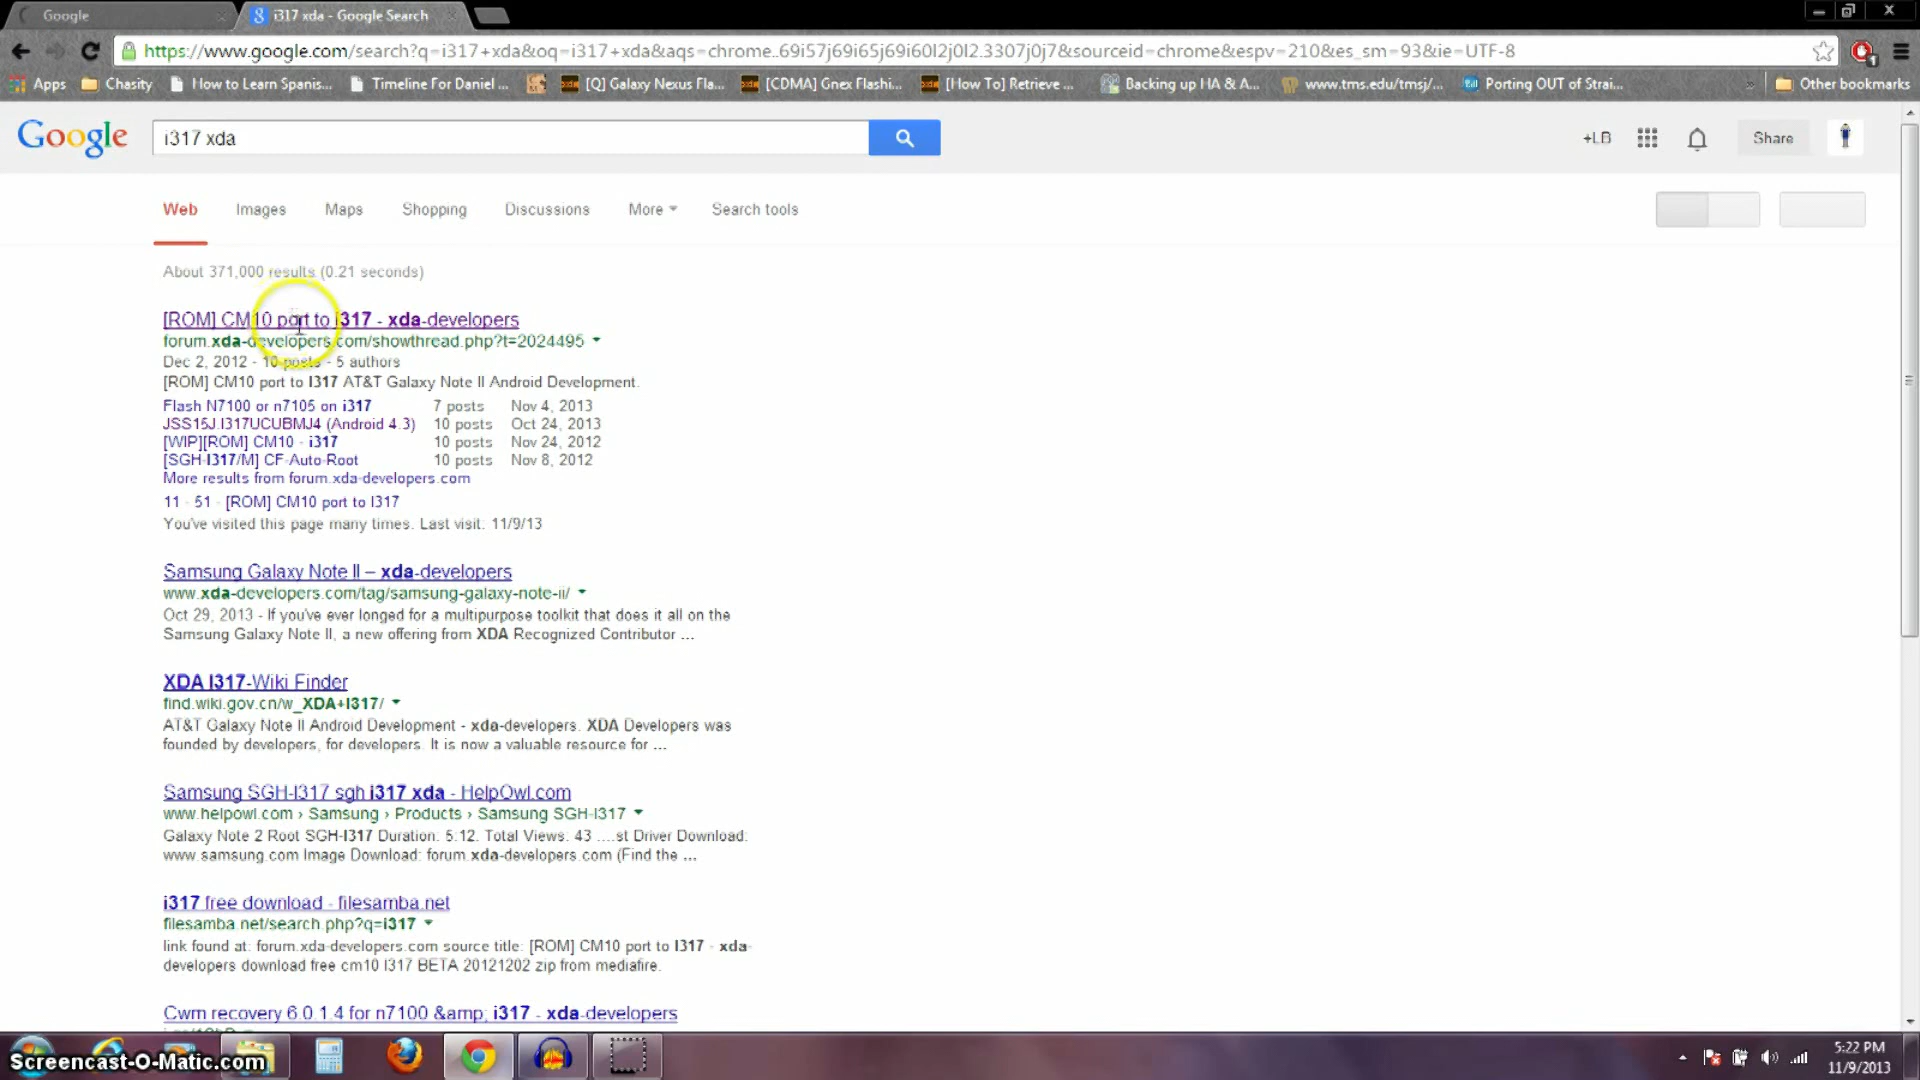 Google
i317 xda - Google Search
https://www.google.com/search?q=i317+xda&oq=i317+xda&aqs=chrome..69i57j69i65j69i60l2j0l2.3307j0j7&sourceid=chrome&espv=210&es_sm=93&ie=UTF-8
Apps Chasity How to Learn Spanis... Timeline For Daniel ... [Q] Galaxy Nexus Fla... [CDMA] Gnex Flashi... [How To] Retrieve ... Backing up HA & A... www.tms.edu/tmsj/... Porting OUT of Strai... » Other bookmarks
Google i317 xda +LB Share
Web Images Maps Shopping Discussions More Search tools
About 371,000 results (0.21 seconds)
[ROM] CM10 port to I317 - xda-developers
forum.xda-developers.com/showthread.php?t=2024495
Dec 2, 2012 - 10 posts - 5 authors
[ROM] CM10 port to I317 AT&T Galaxy Note II Android Development.
Flash N7100 or n7105 on i317 7 posts Nov 4, 2013
JSS15J.I317UCUBMJ4 (Android 4.3) 10 posts Oct 24, 2013
[WIP][ROM] CM10 - i317 10 posts Nov 24, 2012
[SGH-I317/M] CF-Auto-Root 10 posts Nov 8, 2012
More results from forum.xda-developers.com
11 - 51 - [ROM] CM10 port to I317
You've visited this page many times. Last visit: 11/9/13
Samsung Galaxy Note II – xda-developers
www.xda-developers.com/tag/samsung-galaxy-note-ii/
Oct 29, 2013 - If you've ever longed for a multipurpose toolkit that does it all on the
Samsung Galaxy Note II, a new offering from XDA Recognized Contributor ...
XDA I317-Wiki Finder
find.wiki.gov.cn/w_XDA+I317/
AT&T Galaxy Note II Android Development - xda-developers. XDA Developers was
founded by developers, for developers. It is now a valuable resource for ...
Samsung SGH-I317 sgh i317 xda - HelpOwl.com
www.helpowl.com › Samsung › Products › Samsung SGH-I317
Galaxy Note 2 Root SGH-I317 Duration: 5:12. Total Views: 43 ....st Driver Download:
www.samsung.com Image Download: forum.xda-developers.com (Find the ...
i317 free download - filesamba.net
filesamba.net/search.php?q=i317
link found at: forum.xda-developers.com source title: [ROM] CM10 port to I317 - xda-
developers download free cm10 I317 BETA 20121202 zip from mediafire.
Cwm recovery 6.0.1.4 for n7100 &amp; i317 - xda-developers
Screencast-O-Matic.com
5:22 PM
11/9/2013